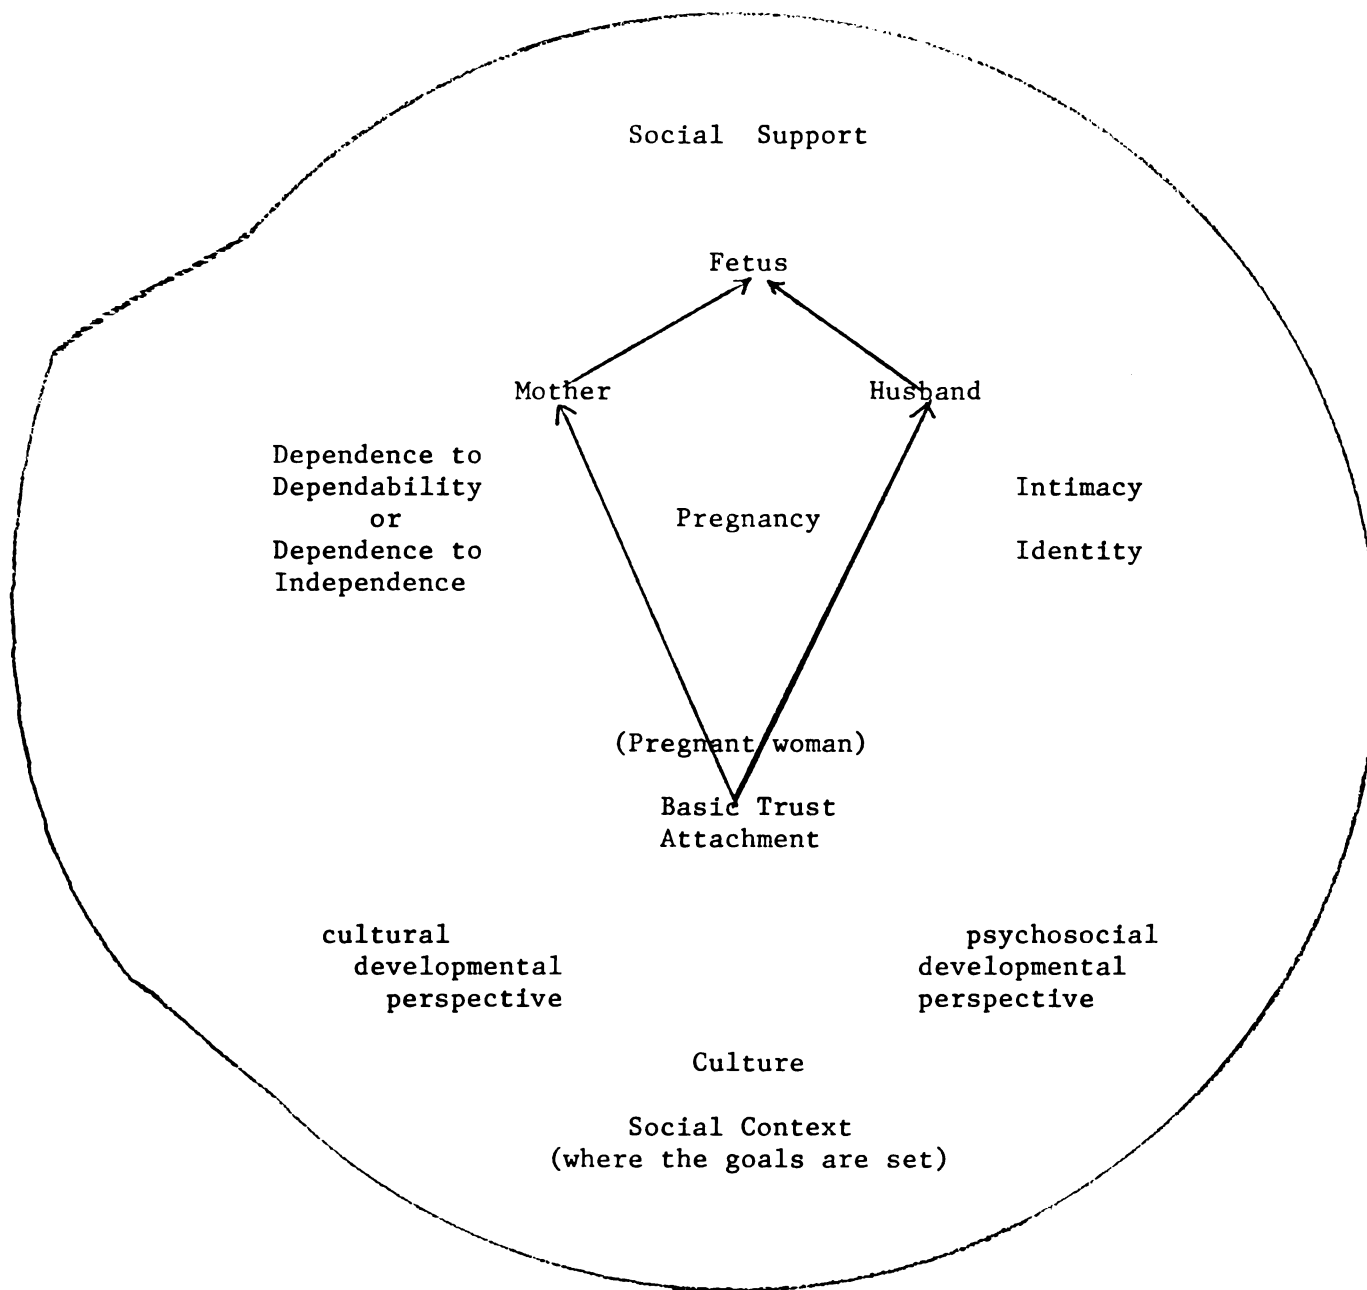 Social Support
Fetus
Mother
Husband
Dependence to
Dependability
or
Dependence to
Independence
Pregnancy
Intimacy
Identity
(Pregnant woman)
Basic Trust
Attachment
cultural
developmental
perspective
psychosocial
developmental
perspective
Culture
Social Context
(where the goals are set)